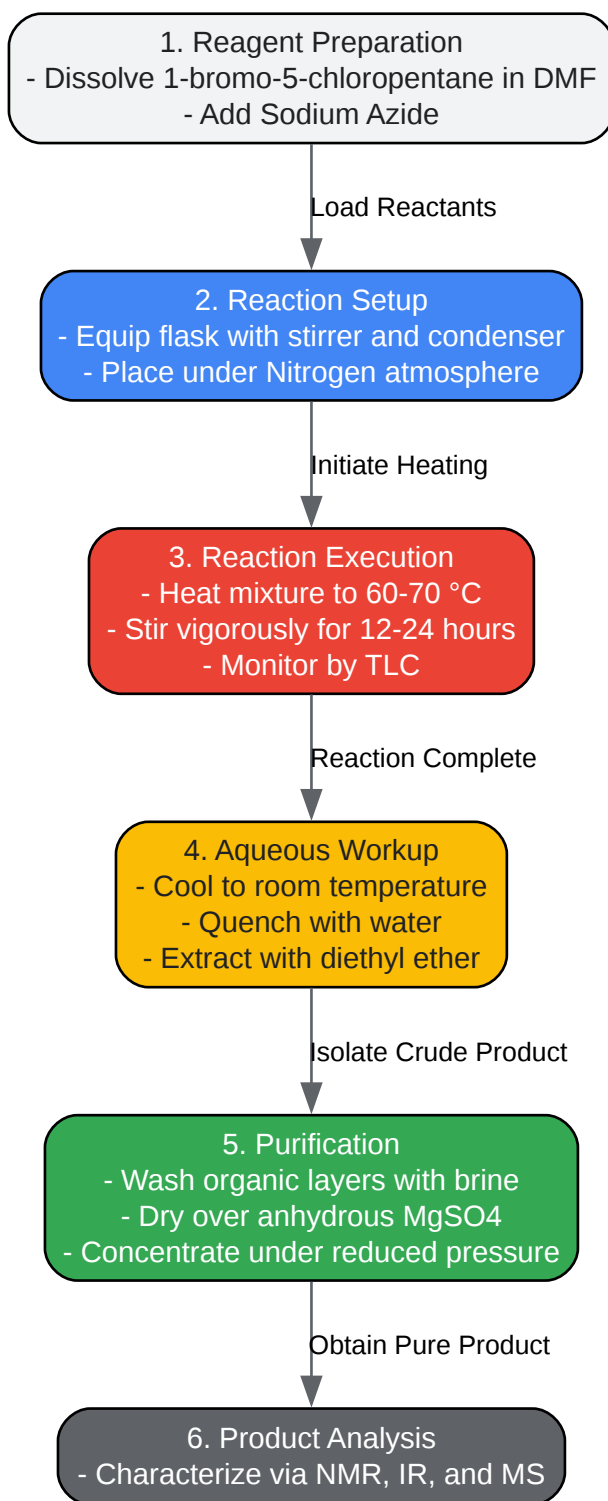 1. Reagent Preparation
- Dissolve 1-bromo-5-chloropentane in DMF
- Add Sodium Azide
Load Reactants
2. Reaction Setup
- Equip flask with stirrer and condenser
- Place under Nitrogen atmosphere
Initiate Heating
3. Reaction Execution
- Heat mixture to 60-70 °C
- Stir vigorously for 12-24 hours
- Monitor by TLC
Reaction Complete
4. Aqueous Workup
- Cool to room temperature
- Quench with water
- Extract with diethyl ether
Isolate Crude Product
5. Purification
- Wash organic layers with brine
- Dry over anhydrous MgSO4
- Concentrate under reduced pressure
Obtain Pure Product
6. Product Analysis
- Characterize via NMR, IR, and MS